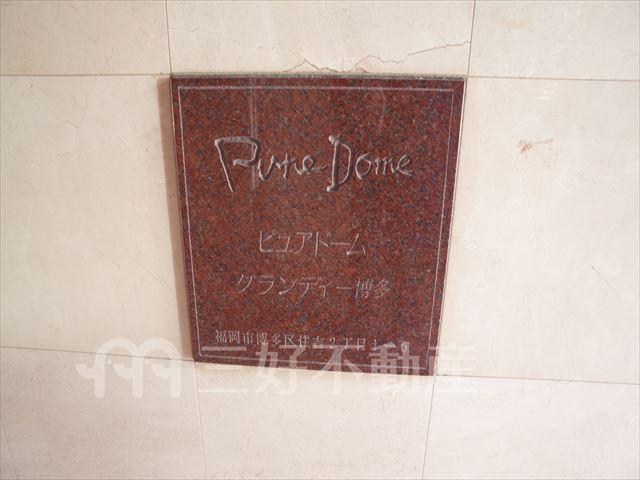 Pure Dome
ピュアドーム
グランディー博多
福岡市博多区住吉2丁目
三好不動産